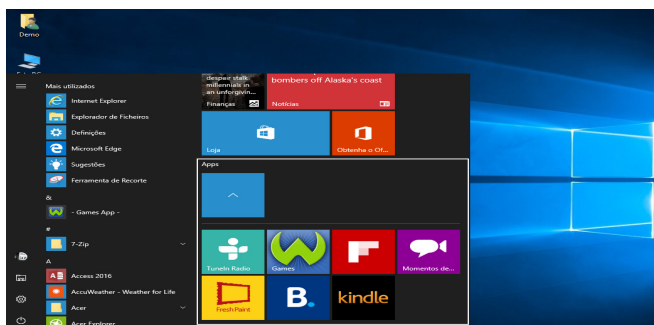 Demo
Mais utilizados
Internet Explorer
Explorador de Ficheiros
Definições
Microsoft Edge
Sugestões
Ferramenta de Recorte
&
- Games App -
e
7-Zip
A
Access 2016
AccuWeather - Weather for Life
Acer
Acer Explorer
despair stalk
millennials in
an unforgivin...
Finanças
bombers off Alaska's coast
Notícias
Loja
Obtenha o Of...
Apps
TuneIn Radio
Games
Momentos de...
Fresh Paint
B.
kindle